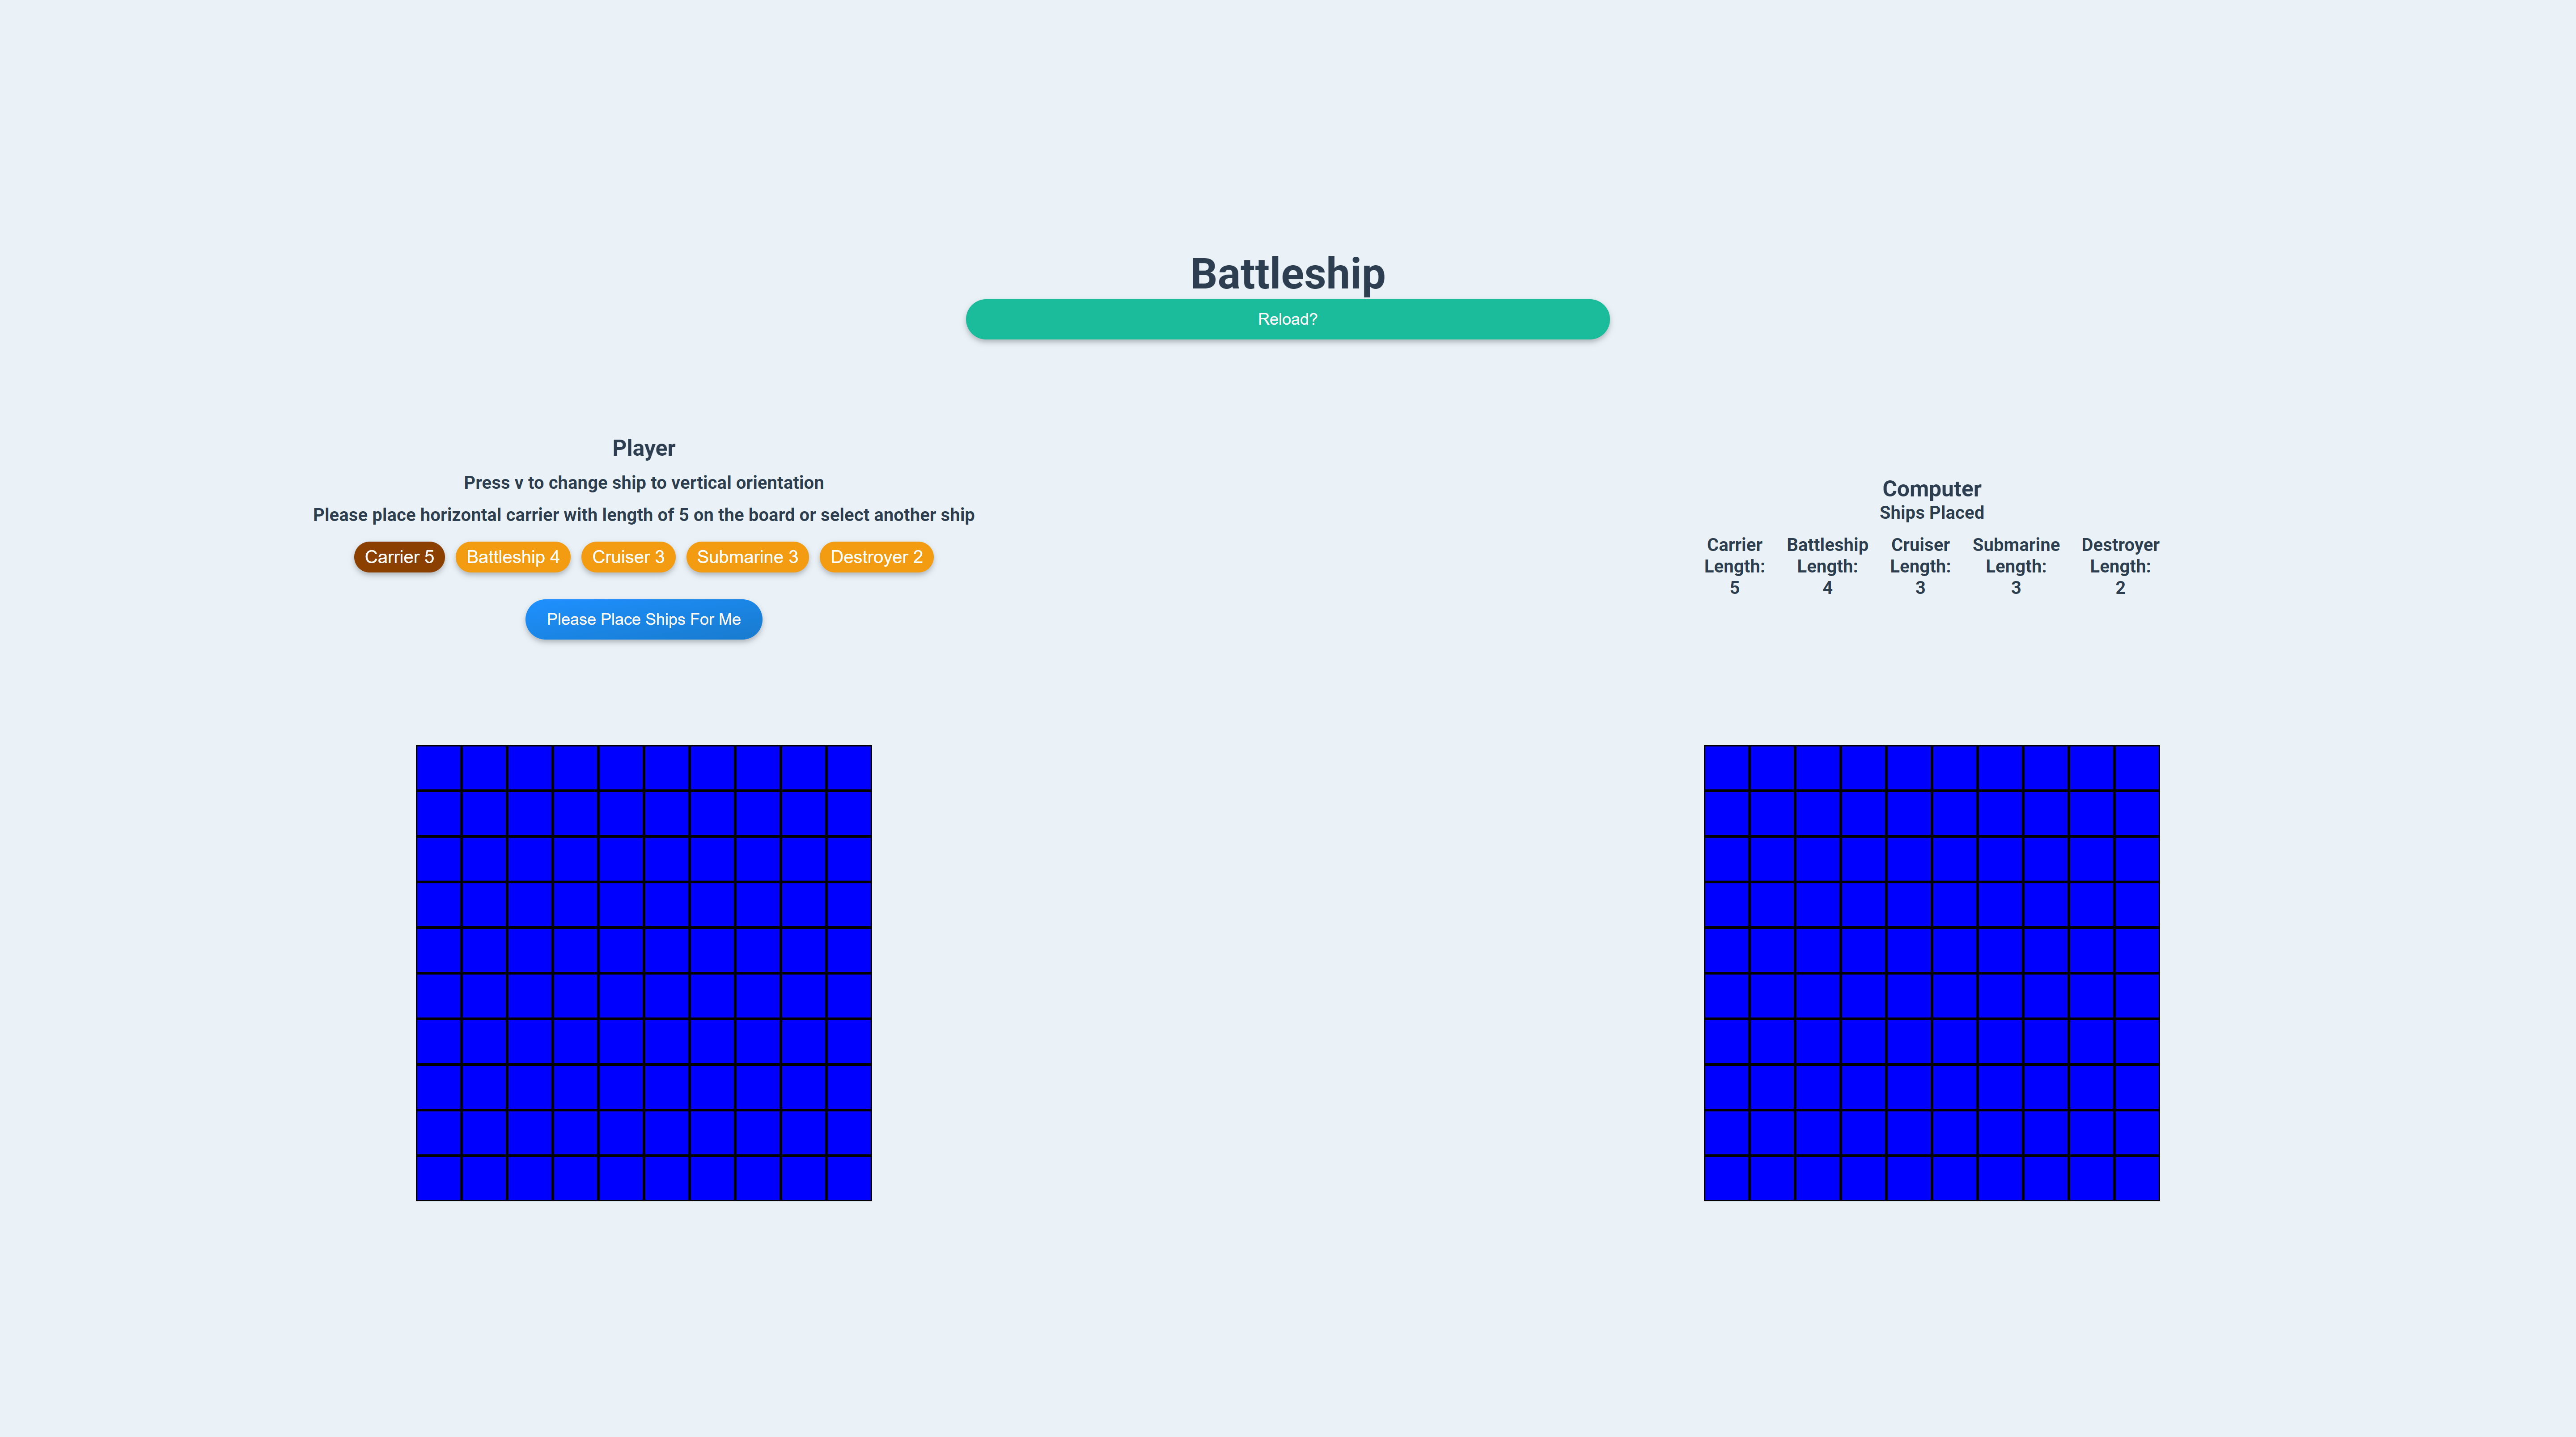 Battleship
Reload?
Player
Press v to change ship to vertical orientation
Please place horizontal carrier with length of 5 on the board or select another ship
Carrier 5 Battleship 4 Cruiser 3 Submarine 3 Destroyer 2
Please Place Ships For Me
Computer
Ships Placed
Carrier Battleship Cruiser Submarine Destroyer
Length: Length: Length: Length: Length:
5 4 3 3 2